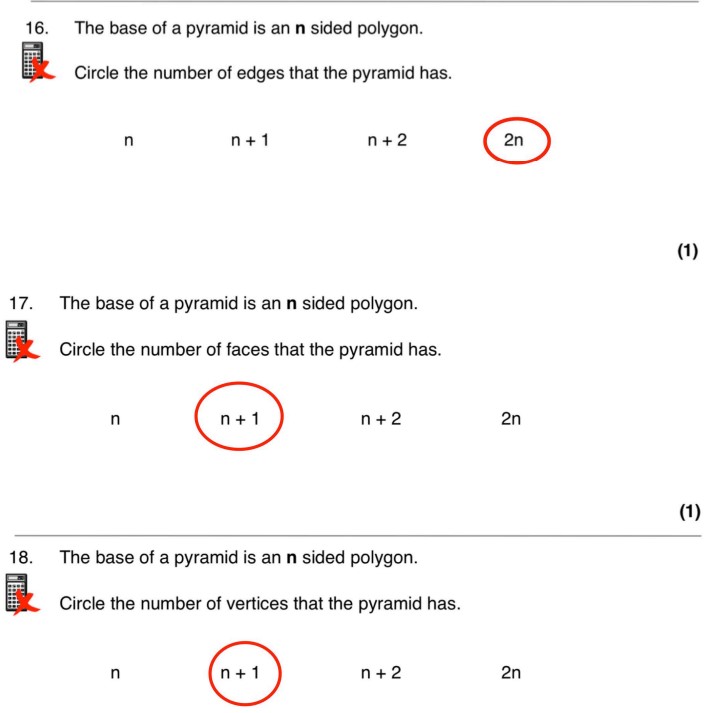 16. The base of a pyramid is an n sided polygon.
Circle the number of edges that the pyramid has.
n n + 1 n + 2 2n
(1)
17. The base of a pyramid is an n sided polygon.
Circle the number of faces that the pyramid has.
n n + 1 n + 2 2n
(1)
18. The base of a pyramid is an n sided polygon.
Circle the number of vertices that the pyramid has.
n n + 1 n + 2 2n